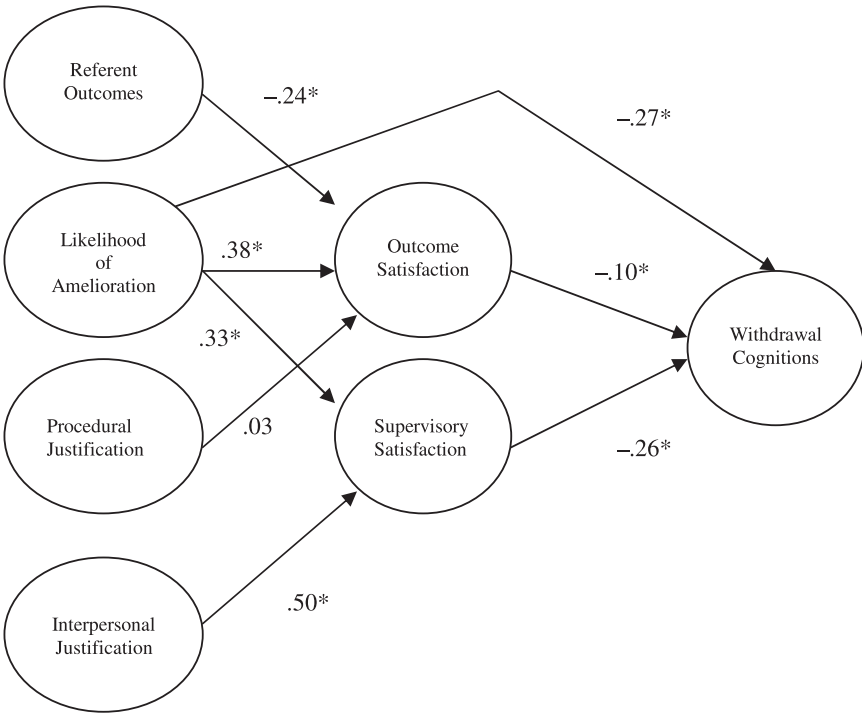 Referent
Outcomes
–.24*
–.27*
Likelihood
of
Amelioration
.38*
Outcome
Satisfaction
–.10*
.33*
Withdrawal
Cognitions
Procedural
Justification
.03
Supervisory
Satisfaction
–.26*
.50*
Interpersonal
Justification